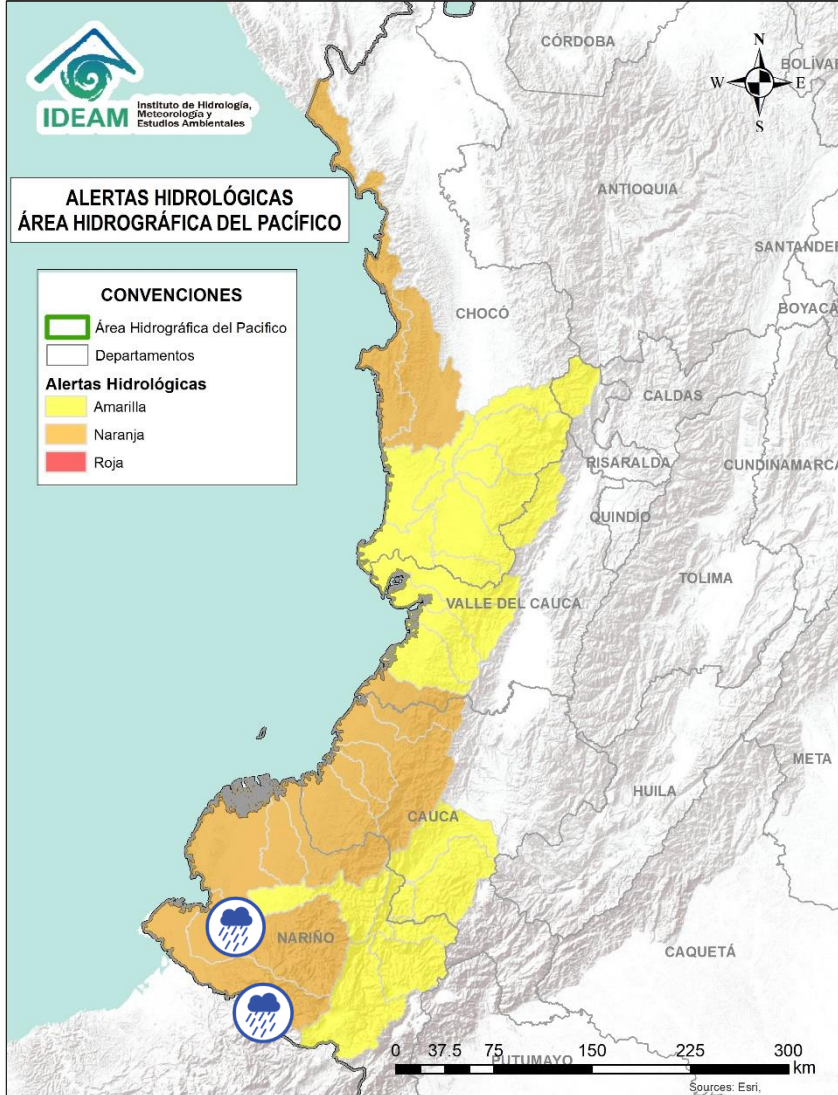 IDEAM
Instituto de Hidrología,
Meteorología y
Estudios Ambientales
CÓRDOBA
BOLÍVAR
N
W
E
S
ALERTAS HIDROLÓGICAS
ÁREA HIDROGRÁFICA DEL PACÍFICO
ANTIOQUIA
SANTANDER
CONVENCIONES
Área Hidrográfica del Pacifico
Departamentos
Alertas Hidrológicas
Amarilla
Naranja
Roja
CHOCÓ
BOYACA
CALDAS
RISARALDA
CUNDINAMARCA
QUINDÍO
TOLIMA
VALLE DEL CAUCA
META
HUILA
CAUCA
NARIÑO
CAQUETÁ
PUTUMAYO
0 37.5 75 150 225 300
km
Sources: Esri,